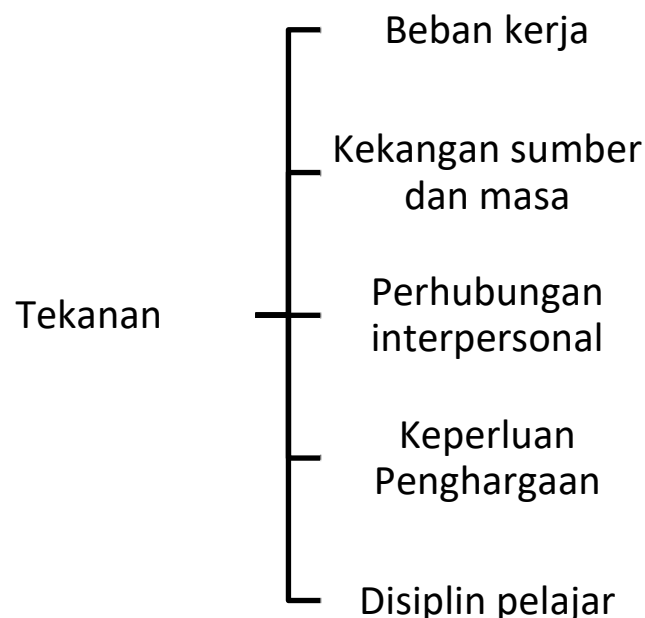 Tekanan
Beban kerja
Kekangan sumber
dan masa
Perhubungan
interpersonal
Keperluan
Penghargaan
Disiplin pelajar